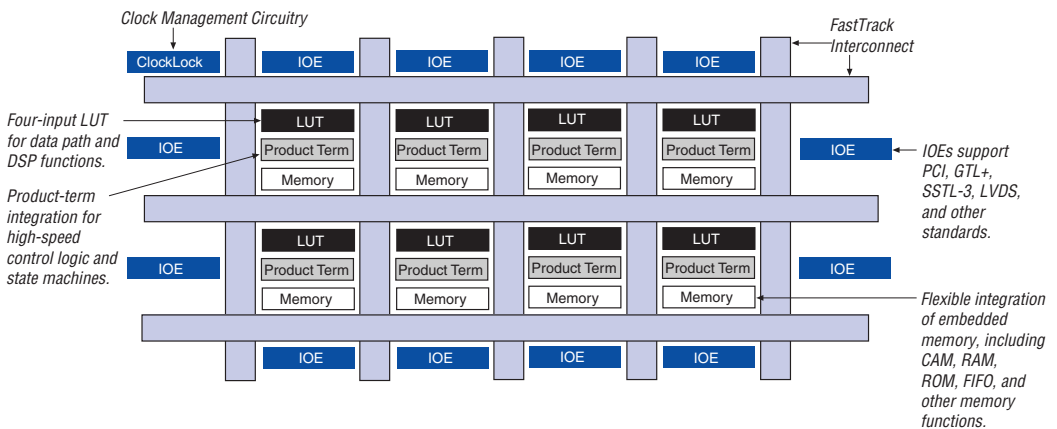 Clock Management Circuitry
FastTrack
Interconnect
ClockLock
IOE
IOE
IOE
IOE
Four-input LUT
for data path and
DSP functions.
LUT
LUT
LUT
LUT
IOE
Product Term
Product Term
Product Term
Product Term
IOE
IOEs support
PCI, GTL+,
SSTL-3, LVDS,
and other
standards.
Memory
Memory
Memory
Memory
Product-term
integration for
high-speed
control logic and
state machines.
LUT
LUT
LUT
LUT
IOE
Product Term
Product Term
Product Term
Product Term
IOE
Memory
Memory
Memory
Memory
Flexible integration
of embedded
memory, including
CAM, RAM,
ROM, FIFO, and
other memory
functions.
IOE
IOE
IOE
IOE